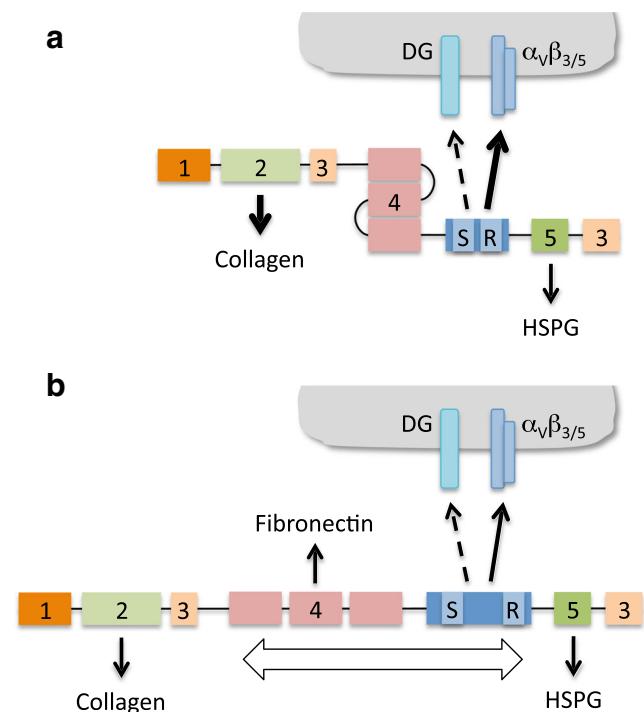 a
DG
αVβ3/5
1 2 3
4
S R 5 3
Collagen
HSPG
b
DG
αVβ3/5
Fibronectin
1 2 3 4 S R 5 3
Collagen
HSPG